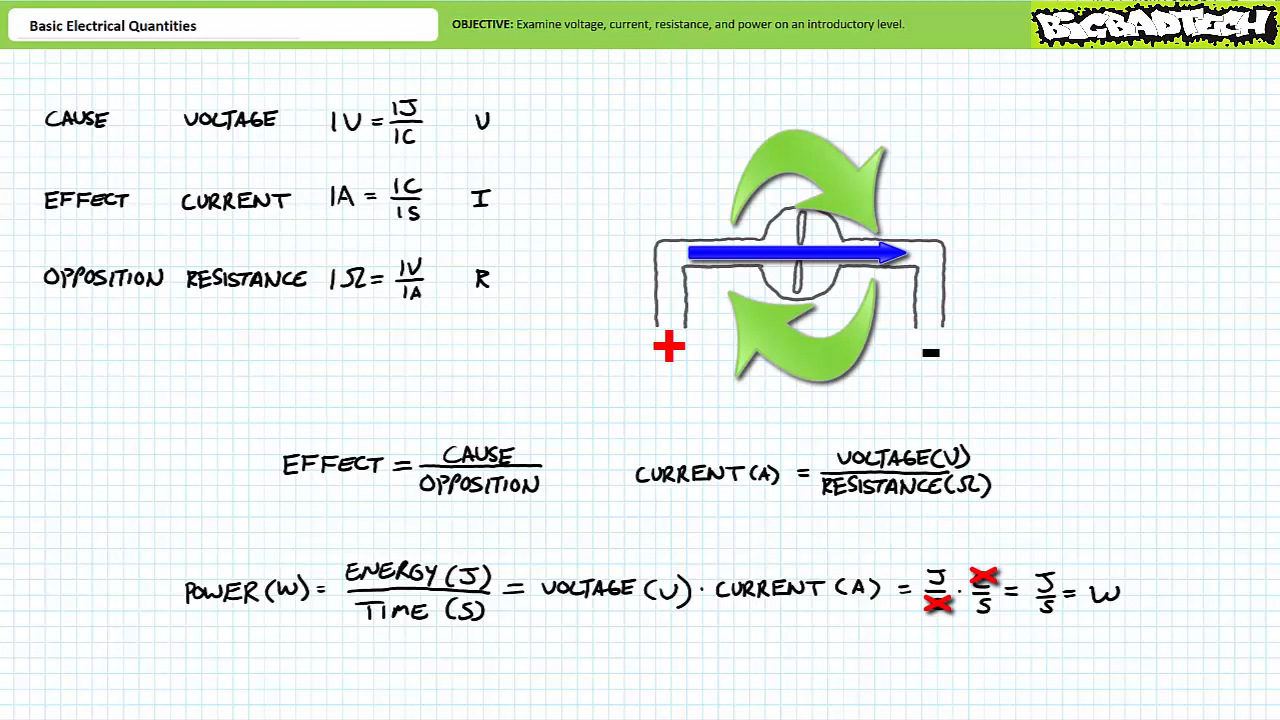 Basic Electrical Quantities
OBJECTIVE: Examine voltage, current, resistance, and power on an introductory level.
BIGBADTECH
CAUSE VOLTAGE 1V = 1J/1C V
EFFECT CURRENT 1A = 1C/1S I
OPPOSITION RESISTANCE 1Ω = 1V/1A R
+ -
EFFECT = CAUSE/OPPOSITION CURRENT (A) = VOLTAGE(V)/RESISTANCE(Ω)
POWER (W) = ENERGY (J)/TIME (S) = VOLTAGE (V) · CURRENT (A) = J/ · /S = J/S = W